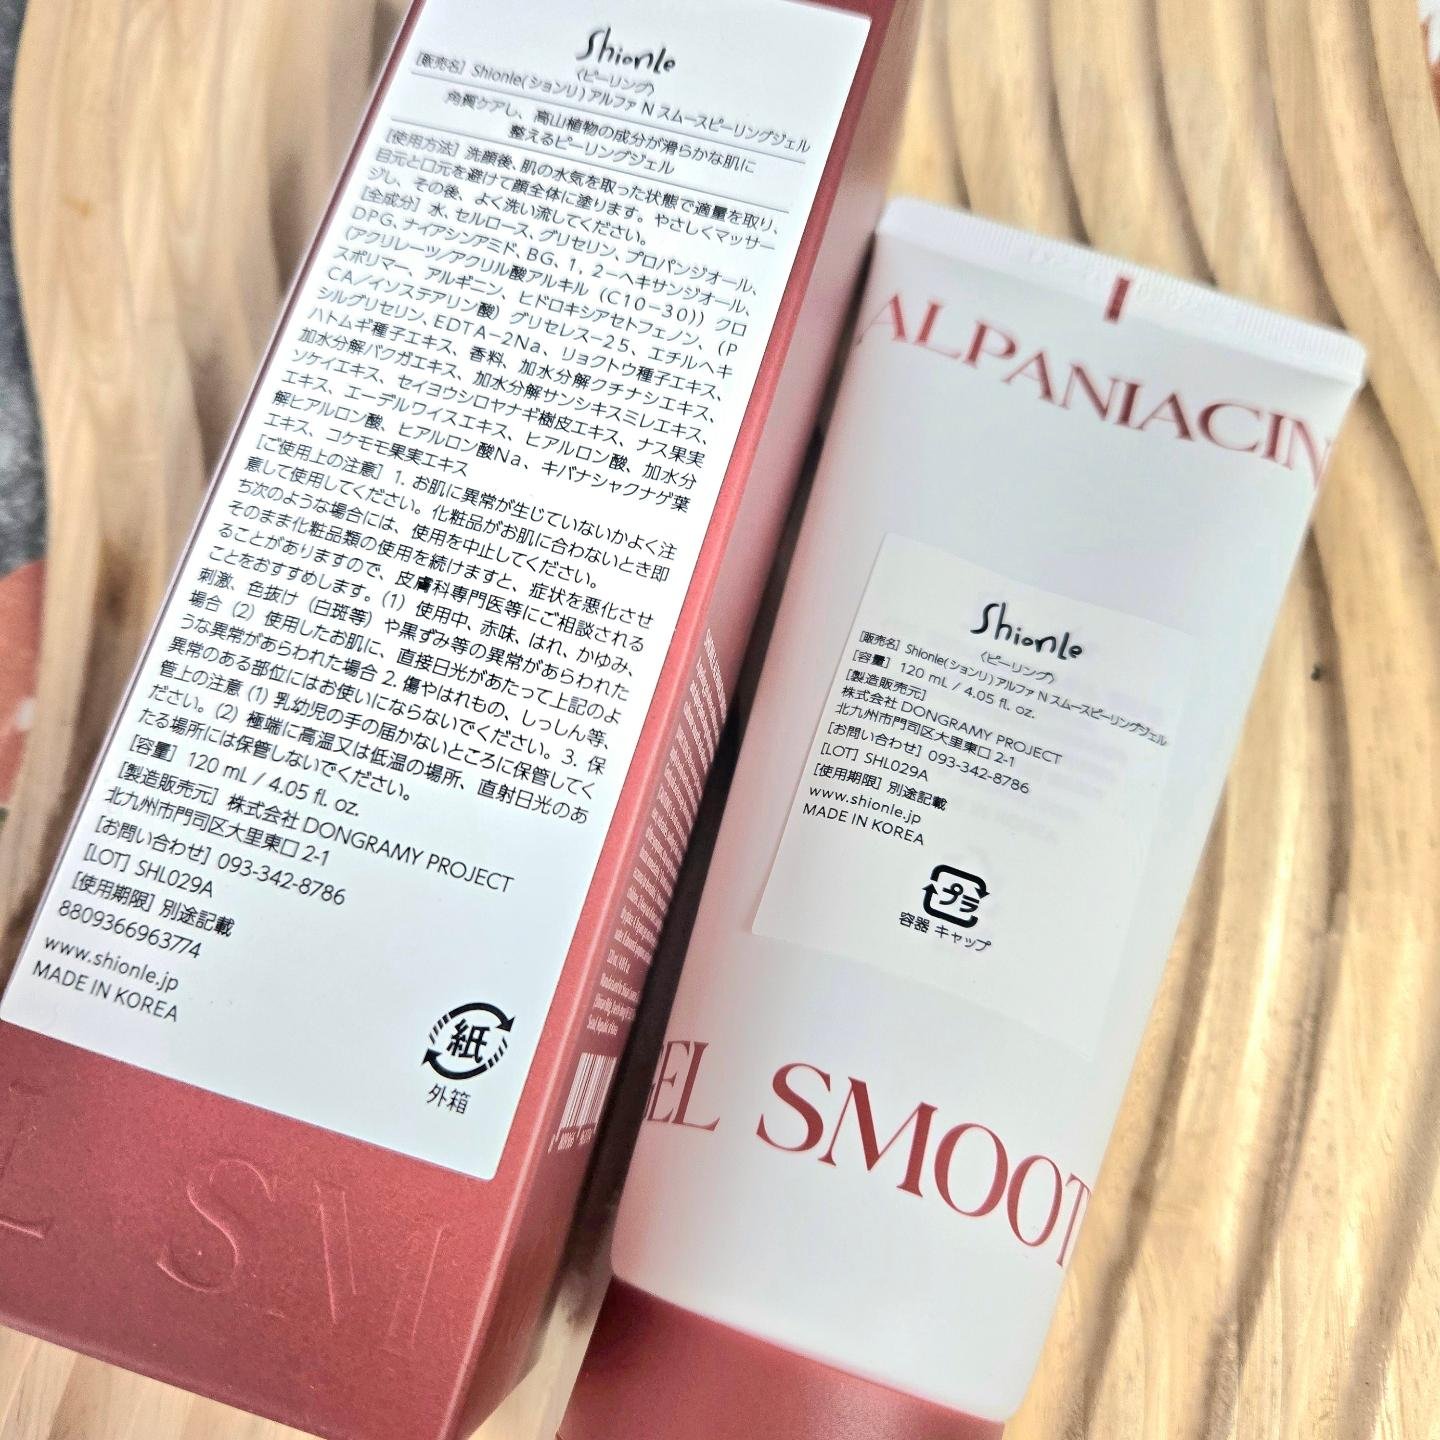 Shionle
〈ピーリング〉
[販売名] Shionle(ションリ) アルファ N スムースピーリングジェル
角質ケアし、高山植物の成分が滑らかな肌に
整えるピーリングジェル
[使用方法] 洗顔後、肌の水気を取った状態で適量を取り、
目元と口元を避けて顔全体に塗ります。やさしくマッサー
ジし、その後、よく洗い流してください。
[全成分] 水、セルロース、グリセリン、プロパンジオール、
DPG、ナイアシンアミド、BG、1，2－ヘキサンジオール、
（アクリレーツ/アクリル酸アルキル（C10－30)）クロ
スポリマー、アルギニン、ヒドロキシアセトフェノン、（P
CA/イソステアリン酸）グリセレス－25、エチルヘキ
シルグリセリン、EDTA－2Na、リョクトウ種子エキス、
ハトムギ種子エキス、香料、加水分解クチナシエキス、
加水分解バクガエキス、加水分解サンシキスミレエキス、
ソケイエキス、セイヨウシロヤナギ樹皮エキス、ナス果実
エキス、エーデルワイスエキス、ヒアルロン酸、加水分
解ヒアルロン酸、ヒアルロン酸Na、キバナシャクナゲ葉
エキス、コケモモ果実エキス
[ご使用上の注意] 1. お肌に異常が生じていないかよく注
意して使用してください。化粧品がお肌に合わないとき即
ち次のような場合には、使用を中止してください。
そのまま化粧品類の使用を続けますと、症状を悪化させ
ることがありますので、皮膚科専門医等にご相談される
ことをおすすめします。(1) 使用中、赤味、はれ、かゆみ、
刺激、色抜け（白斑等）や黒ずみ等の異常があらわれた
場合 (2) 使用したお肌に、直接日光があたって上記のよ
うな異常があらわれた場合 2. 傷やはれもの、しっしん等、
異常のある部位にはお使いにならないでください。3. 保
管上の注意 (1) 乳幼児の手の届かないところに保管してく
ださい。(2) 極端に高温又は低温の場所、直射日光のあ
たる場所には保管しないでください。
[容量] 120 mL / 4.05 fl. oz.
[製造販売元] 株式会社 DONGRAMY PROJECT
北九州市門司区大里東口 2-1
[お問い合わせ] 093-342-8786
[LOT] SHL029A
[使用期限] 別途記載
8809366963774
www.shionle.jp
MADE IN KOREA
紙
外箱
L SM
ALPANIACIN
Shionle
〈ピーリング〉
[販売名] Shionle(ションリ) アルファ N スムースピーリングジェル
[容量] 120 mL / 4.05 fl. oz.
[製造販売元]
株式会社 DONGRAMY PROJECT
北九州市門司区大里東口 2-1
[お問い合わせ] 093-342-8786
[LOT] SHL029A
[使用期限] 別途記載
www.shionle.jp
MADE IN KOREA
プラ
容器 キャップ
GEL SMOOT